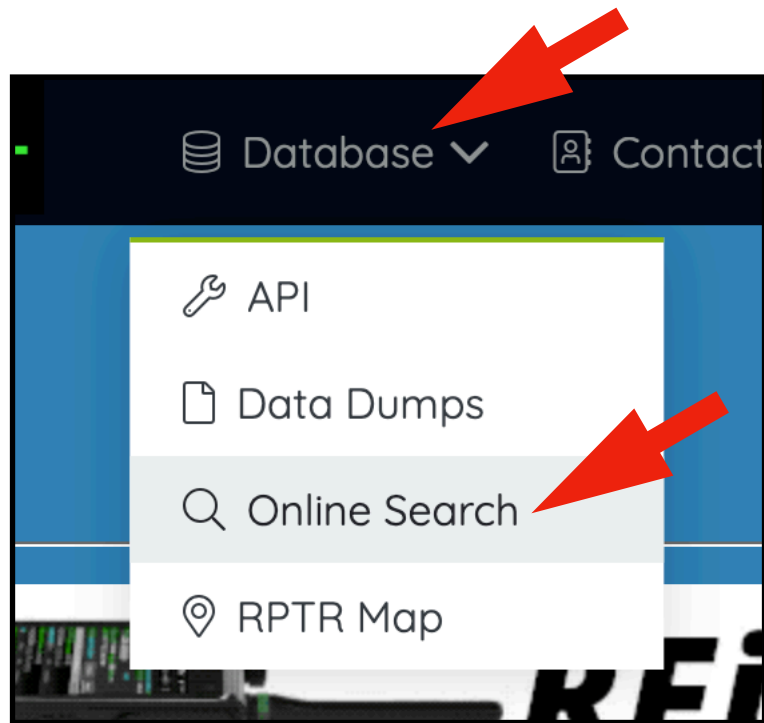 Database Contact
API
Data Dumps
Online Search
RPTR Map